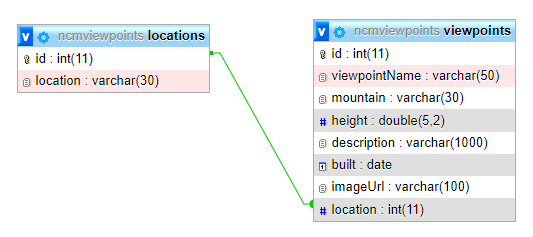 v ncmviewpoints locations
id : int(11)
location : varchar(30)
v ncmviewpoints viewpoints
id : int(11)
viewpointName : varchar(50)
mountain : varchar(30)
# height : double(5,2)
description : varchar(1000)
built : date
imageUrl : varchar(100)
# location : int(11)